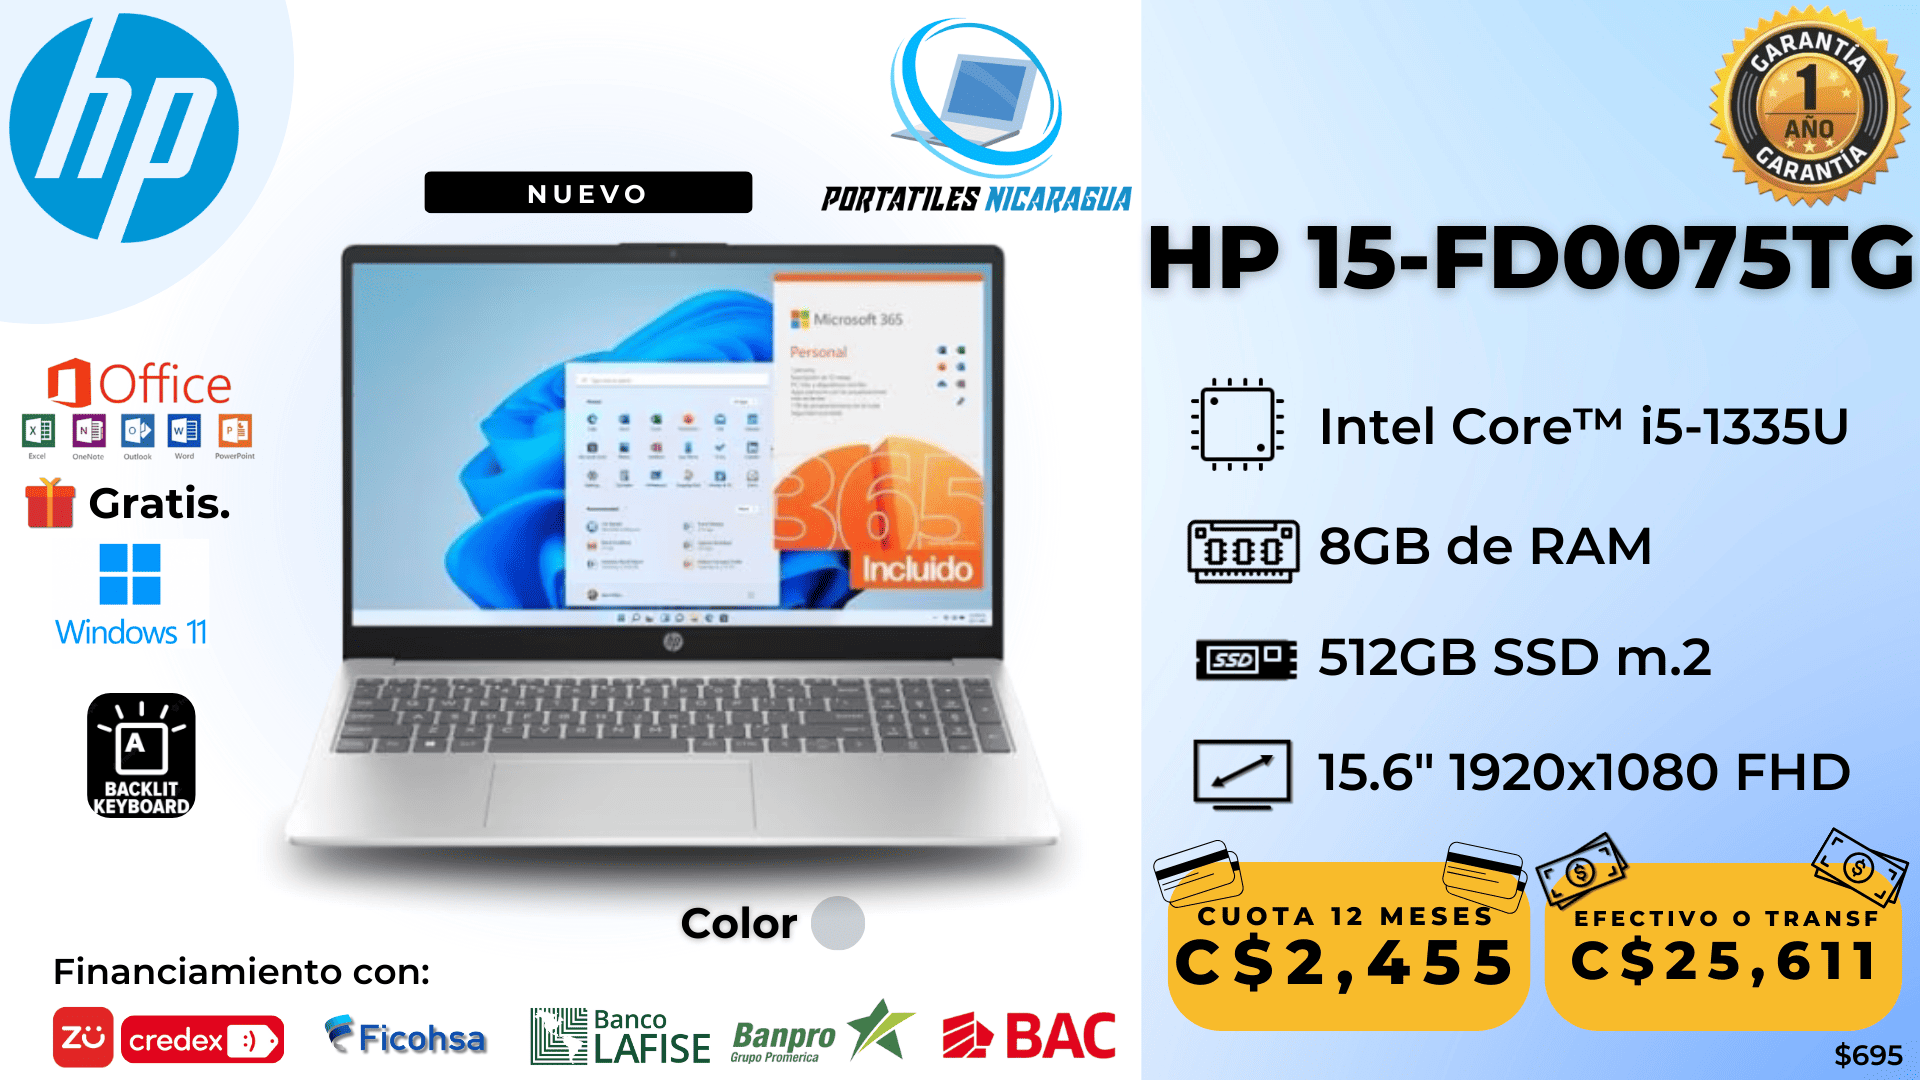 hp
NUEVO
PORTATILES NICARAGUA
GARANTÍA
1
AÑO
GARANTÍA
HP 15-FD0075TG
Office
Excel
OneNote
Outlook
Word
PowerPoint
Gratis.
Windows 11
A
BACKLIT
KEYBOARD
Microsoft 365
Personal
365
Incluido
hp
Intel Core™ i5-1335U
8GB de RAM
SSD
512GB SSD m.2
15.6" 1920x1080 FHD
CUOTA 12 MESES
C$2,455
EFECTIVO O TRANSF
C$25,611
$695
Color
Financiamiento con:
zü
credex :)
Ficohsa
Banco
LAFISE
Banpro
Grupo Promerica
BAC